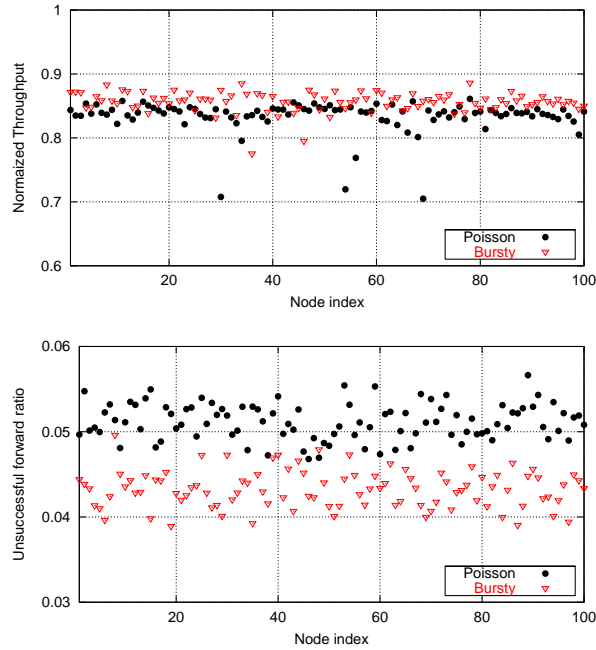 1
0.9
0.8
0.7
0.6
20 40 60 80 100
Normaized Throughput
Node index
Poisson
Bursty
0.06
0.05
0.04
0.03
20 40 60 80 100
Unsuccessful forward ratio
Node index
Poisson
Bursty